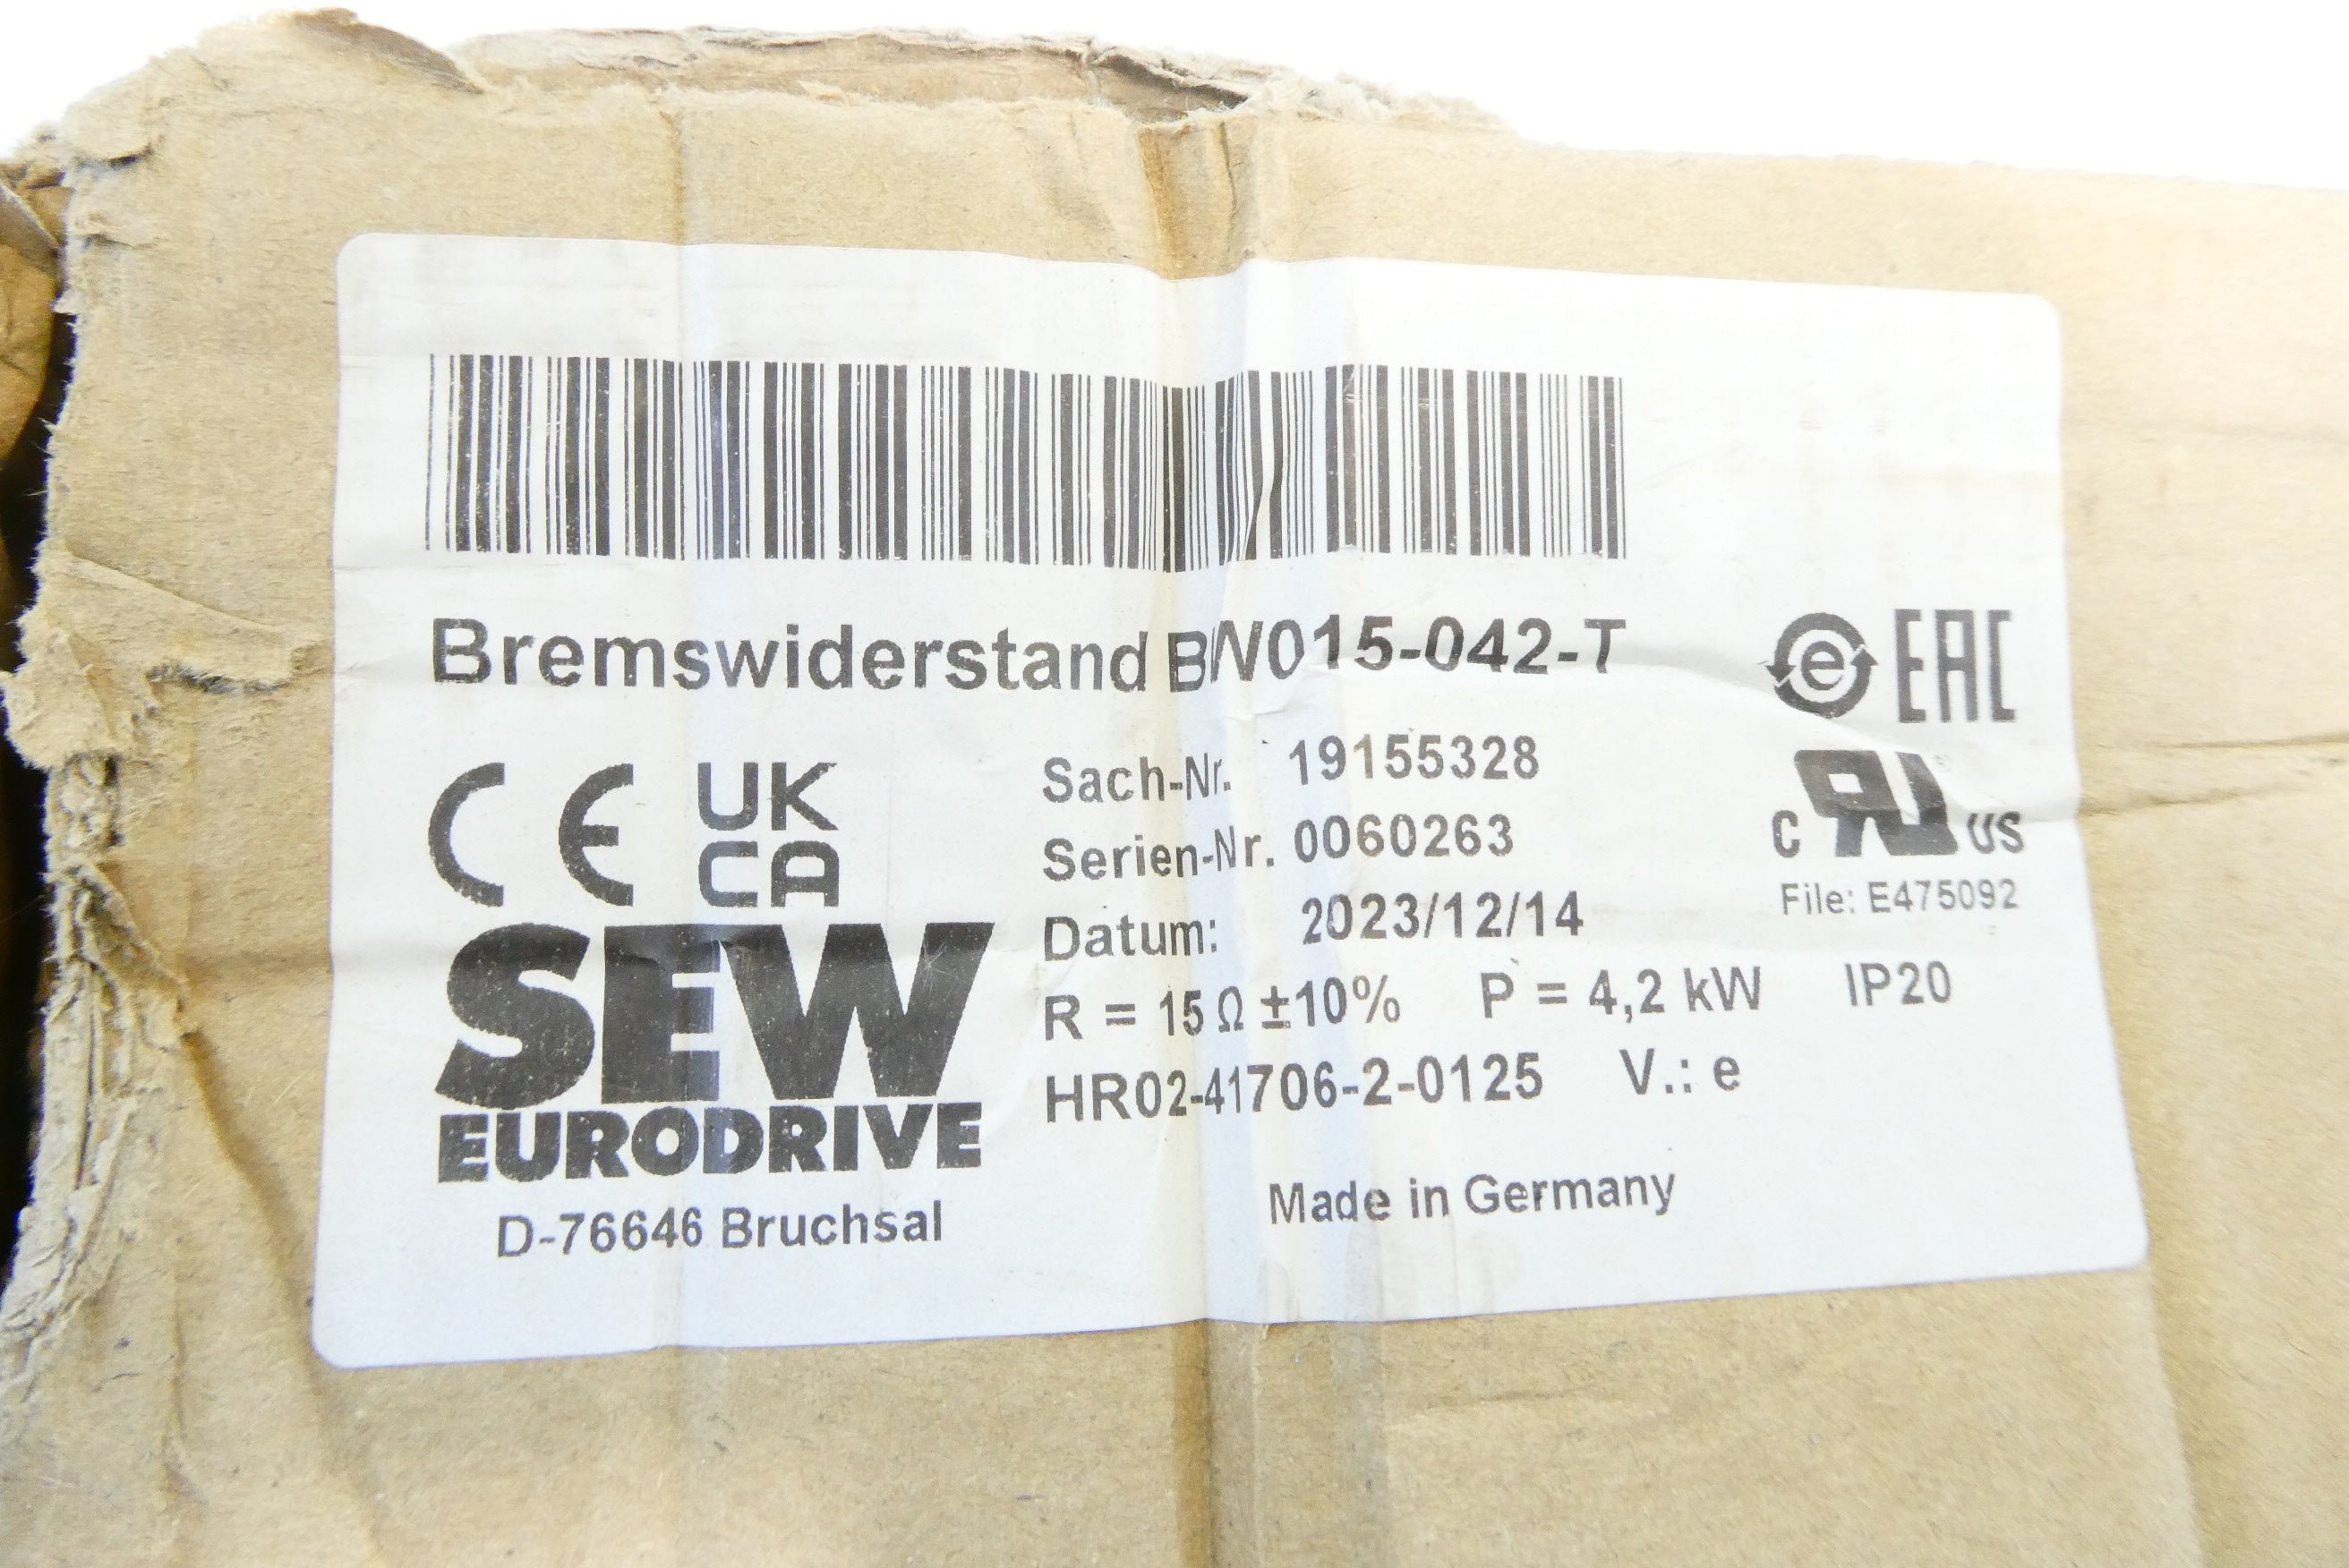 Bremswiderstand BW015-042-T
e EAC
CE UK CA
Sach-Nr. 19155328
Serien-Nr. 0060263
Datum: 2023/12/14
R = 15 Ω ±10% P = 4,2 kW IP20
HR02-41706-2-0125 V.: e
c RU ® US
File: E475092
SEW
EURODRIVE
D-76646 Bruchsal
Made in Germany